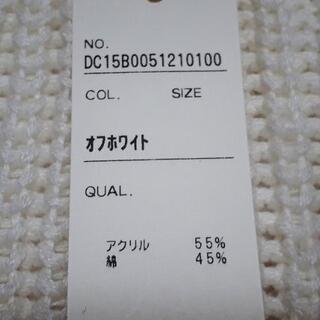 NO.
DC15B0051210100
COL. SIZE
オフホワイト
QUAL.
アクリル 55%
綿 45%